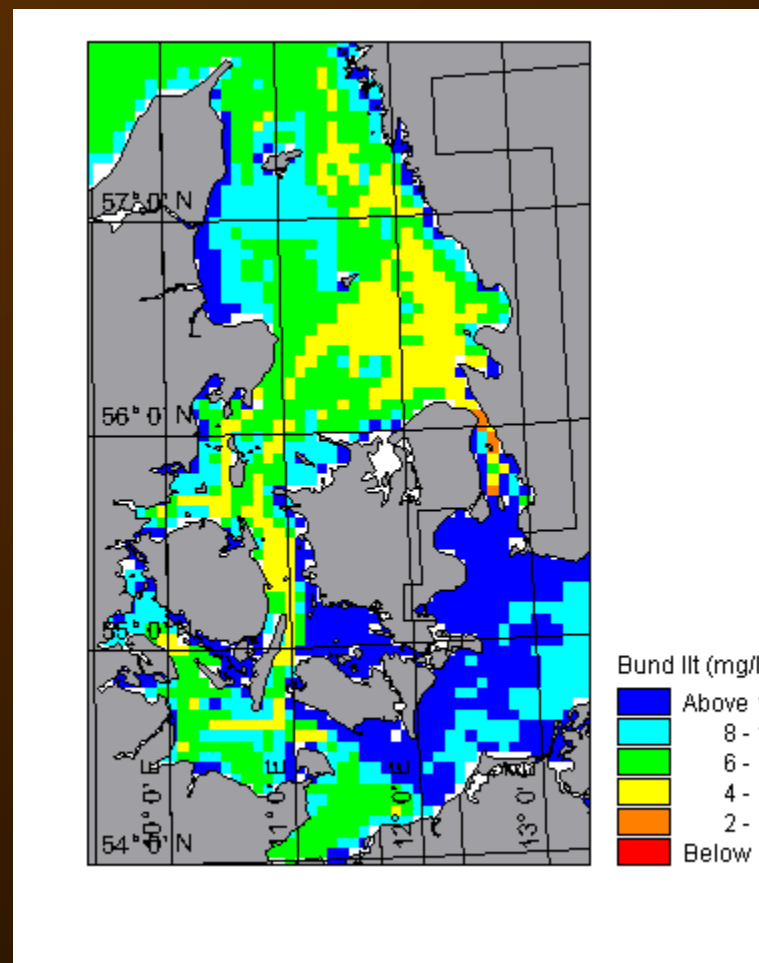 57° 0' N
56° 0' N
55° 0'
54° 0' N
10° 0' E
11° 0' E
12° 0' E
13° 0' E
Bund Ilt (mg/l
Above
8 -
6 -
4 -
2 -
Below